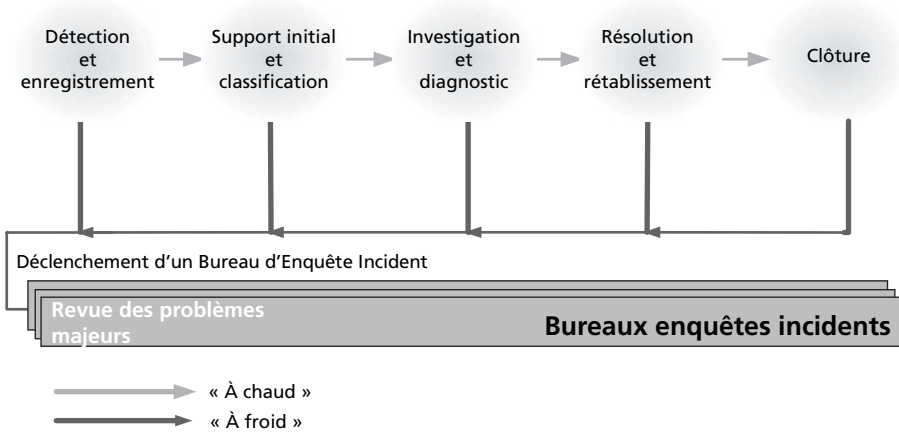 Détection
et
enregistrement
Support initial
et
classification
Investigation
et
diagnostic
Résolution
et
rétablissement
Clôture
Déclenchement d’un Bureau d’Enquête Incident
Revue des problèmes
majeurs
Bureaux enquêtes incidents
« À chaud »
« À froid »